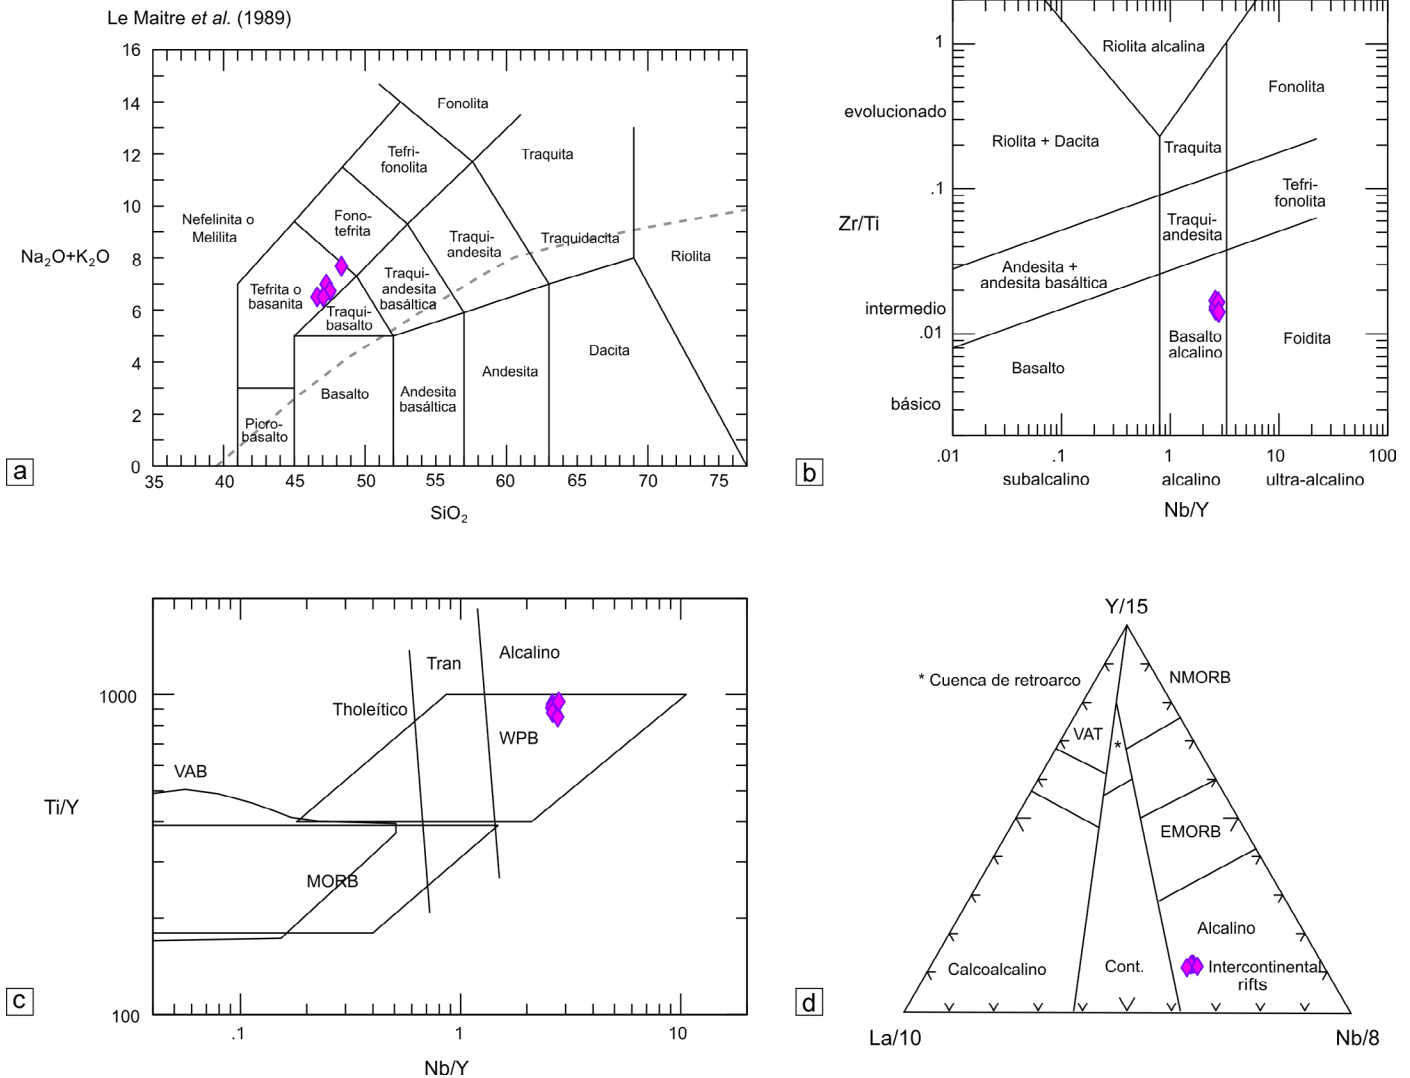 Le Maitre et al. (1989)
16
14
12
10
8
6
4
2
0
Na₂O+K₂O
Fonolita
Tefri-
fonolita
Traquita
Nefelinita o
Melilita
Fono-
tefrita
Traqui-
andesita
Traquidacita
Riolita
Tefrita o
basanita
Traqui-
andesita
basáltica
Traqui-
basalto
Dacita
Basalto
Andesita
basáltica
Andesita
Picro-
basalto
35
40
45
50
55
60
65
70
75
SiO₂
a
1
evolucionado
.1
Zr/Ti
intermedio
.01
básico
Riolita alcalina
Fonolita
Riolita + Dacita
Traquita
Tefri-
fonolita
Traqui-
andesita
Andesita +
andesita basáltica
Basalto
alcalino
Foidita
Basalto
.01
.1
1
10
100
subalcalino
alcalino
ultra-alcalino
Nb/Y
b
1000
Ti/Y
100
Tran
Alcalino
Tholeítico
WPB
VAB
MORB
.1
1
10
Nb/Y
c
Y/15
* Cuenca de retroarco
NMORB
VAT
*
EMORB
Alcalino
Calcoalcalino
Cont.
Intercontinental
rifts
La/10
Nb/8
d